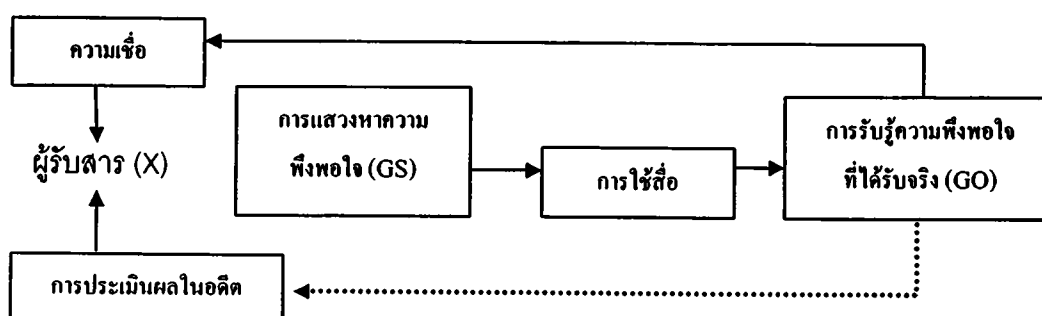 ความเชื่อ
การแสวงหาความ
พึงพอใจ (GS)
การรับรู้ความพึงพอใจ
ที่ได้รับจริง (GO)
ผู้รับสาร (X)
การใช้สื่อ
การประเมินผลในอดีต